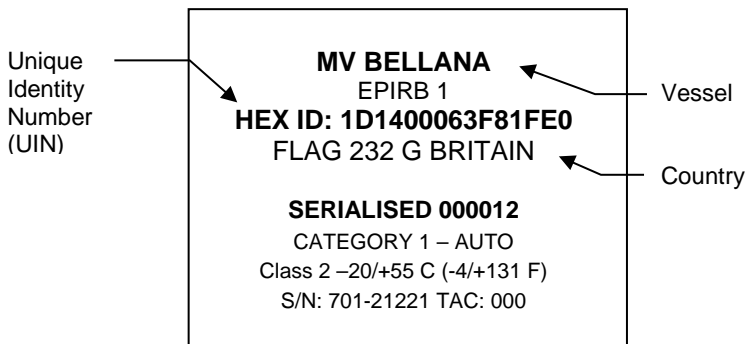 Unique
Identity
Number
(UIN)
MV BELLANA
EPIRB 1
HEX ID: 1D1400063F81FE0
FLAG 232 G BRITAIN
SERIALISED 000012
CATEGORY 1 – AUTO
Class 2 –20/+55 C (-4/+131 F)
S/N: 701-21221 TAC: 000
Vessel
Country